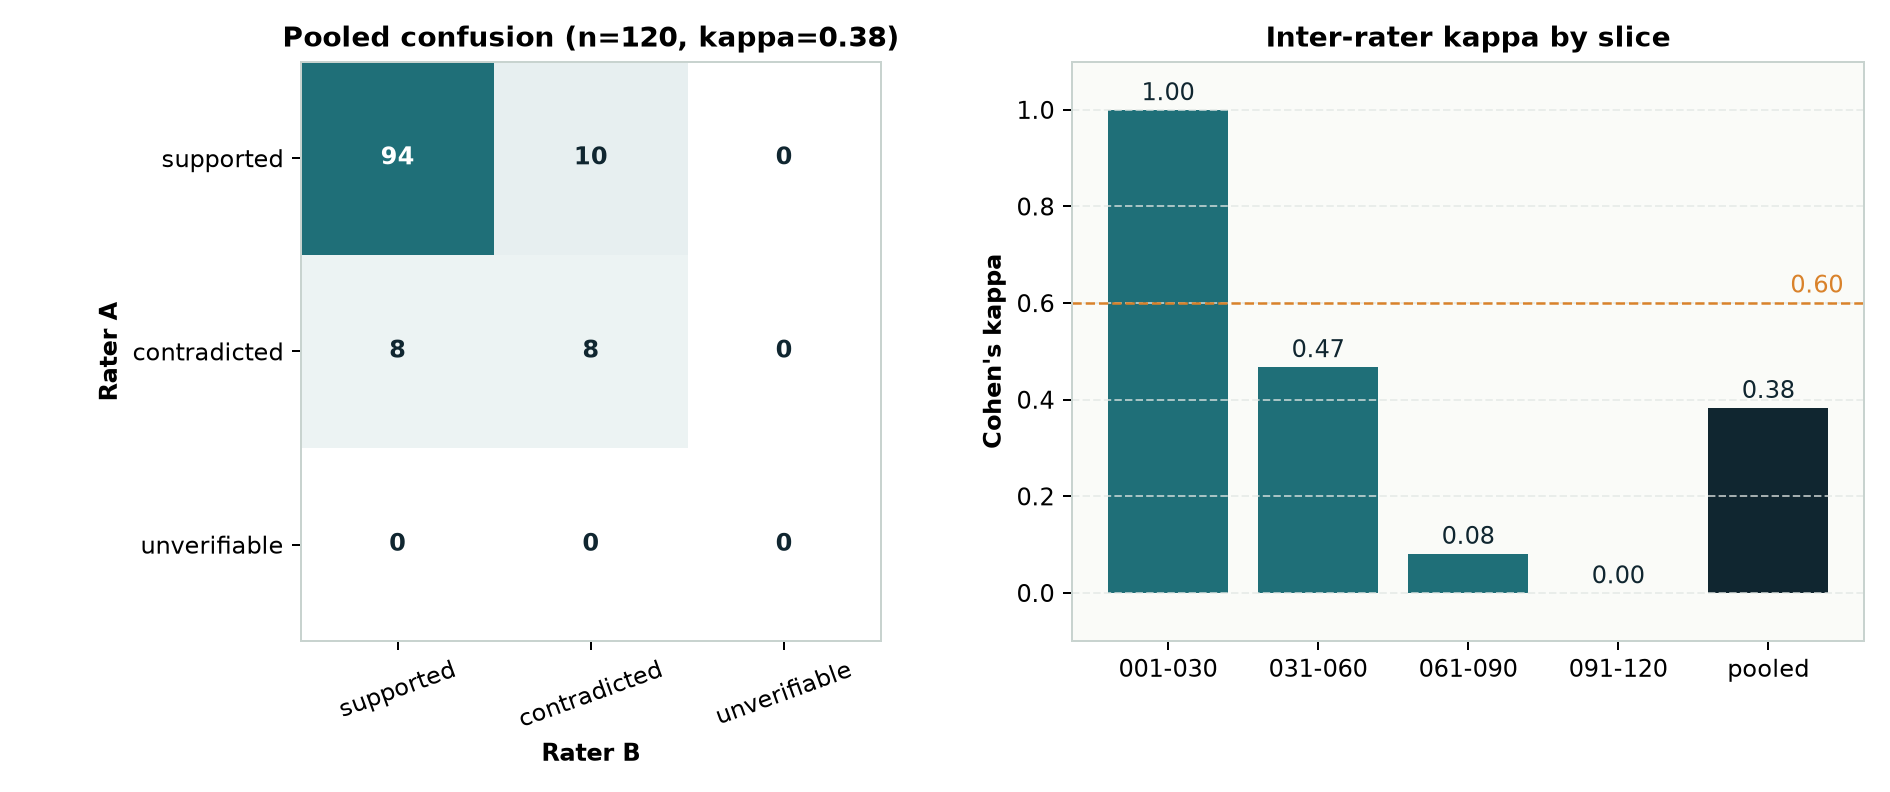 Pooled confusion (n=120, kappa=0.38)
Rater A
supported
contradicted
unverifiable
94
10
0
8
8
0
0
0
0
supported
contradicted
unverifiable
Rater B
Inter-rater kappa by slice
Cohen's kappa
1.0
0.8
0.6
0.4
0.2
0.0
1.00
0.47
0.08
0.00
0.38
0.60
001-030
031-060
061-090
091-120
pooled